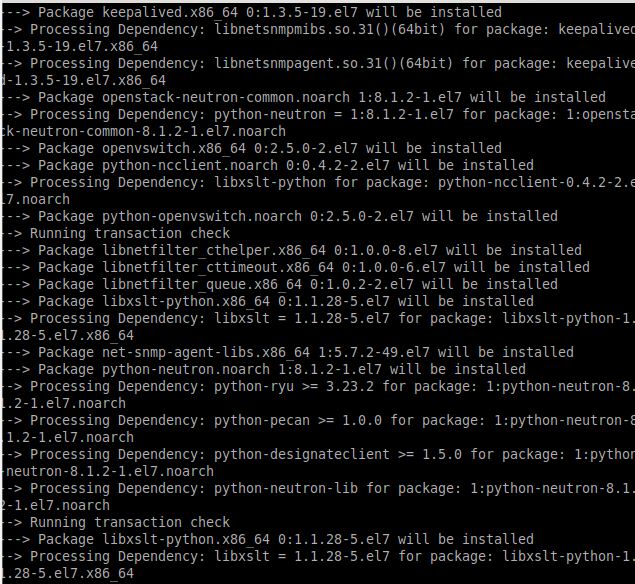 ---> Package keepalived.x86_64 0:1.3.5-19.el7 will be installed
--> Processing Dependency: libnetsnmpmibs.so.31()(64bit) for package: keepalive
-1.3.5-19.el7.x86_64
--> Processing Dependency: libnetsnmpagent.so.31()(64bit) for package: keepalive
d-1.3.5-19.el7.x86_64
---> Package openstack-neutron-common.noarch 1:8.1.2-1.el7 will be installed
--> Processing Dependency: python-neutron = 1:8.1.2-1.el7 for package: 1:opensta
ck-neutron-common-8.1.2-1.el7.noarch
---> Package openvswitch.x86_64 0:2.5.0-2.el7 will be installed
---> Package python-ncclient.noarch 0:0.4.2-2.el7 will be installed
--> Processing Dependency: libxslt-python for package: python-ncclient-0.4.2-2.e
l7.noarch
---> Package python-openvswitch.noarch 0:2.5.0-2.el7 will be installed
--> Running transaction check
---> Package libnetfilter_cthelper.x86_64 0:1.0.0-8.el7 will be installed
---> Package libnetfilter_cttimeout.x86_64 0:1.0.0-6.el7 will be installed
---> Package libnetfilter_queue.x86_64 0:1.0.2-2.el7 will be installed
---> Package libxslt-python.x86_64 0:1.1.28-5.el7 will be installed
--> Processing Dependency: libxslt = 1.1.28-5.el7 for package: libxslt-python-1.
1.28-5.el7.x86_64
---> Package net-snmp-agent-libs.x86_64 1:5.7.2-49.el7 will be installed
---> Package python-neutron.noarch 1:8.1.2-1.el7 will be installed
--> Processing Dependency: python-ryu >= 3.23.2 for package: 1:python-neutron-8.
1.2-1.el7.noarch
--> Processing Dependency: python-pecan >= 1.0.0 for package: 1:python-neutron-8
.1.2-1.el7.noarch
--> Processing Dependency: python-designateclient >= 1.5.0 for package: 1:python
-neutron-8.1.2-1.el7.noarch
--> Processing Dependency: python-neutron-lib for package: 1:python-neutron-8.1.
2-1.el7.noarch
--> Running transaction check
---> Package libxslt-python.x86_64 0:1.1.28-5.el7 will be installed
--> Processing Dependency: libxslt = 1.1.28-5.el7 for package: libxslt-python-1.
1.28-5.el7.x86_64